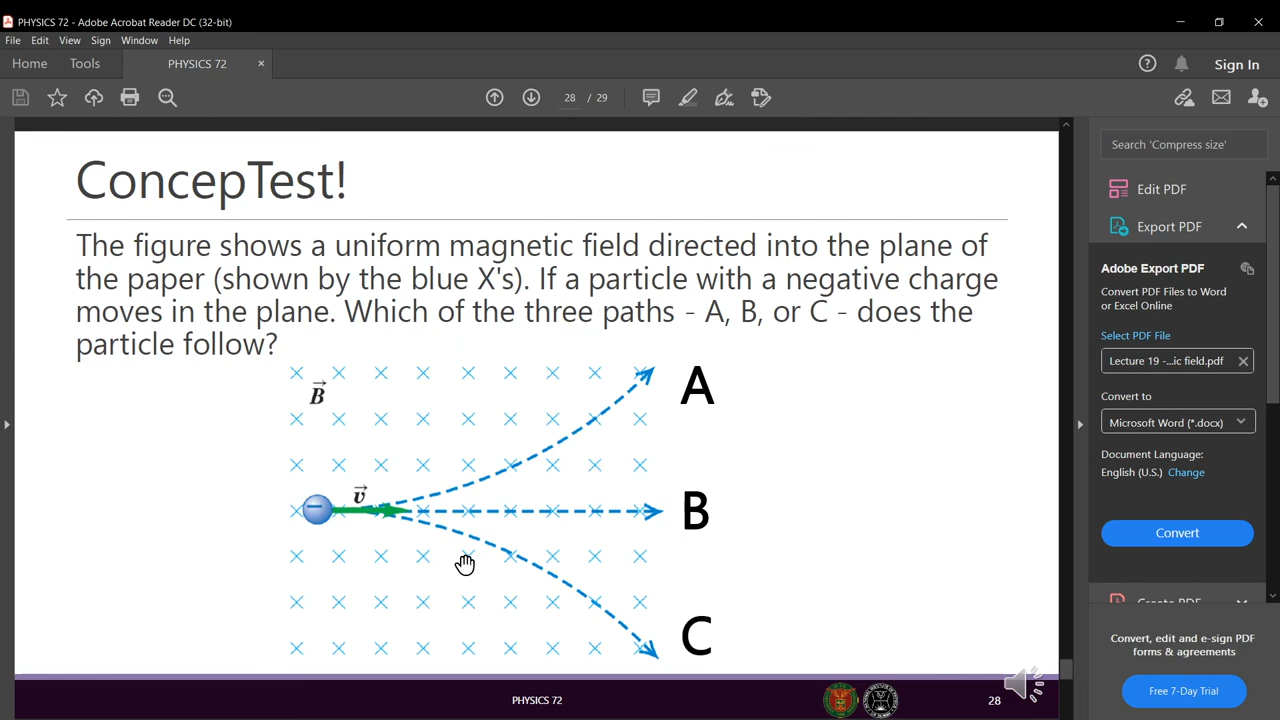 PHYSICS 72 - Adobe Acrobat Reader DC (32-bit)
File Edit View Sign Window Help
Home Tools PHYSICS 72 ×
Sign In
28 / 29
ConcepTest!
The figure shows a uniform magnetic field directed into the plane of
the paper (shown by the blue X's). If a particle with a negative charge
moves in the plane. Which of the three paths - A, B, or C - does the
particle follow?
B
A
v
B
C
PHYSICS 72
28
Search 'Compress size'
Edit PDF
Export PDF
Adobe Export PDF
Convert PDF Files to Word
or Excel Online
Select PDF File
Lecture 19 -...ic field.pdf
Convert to
Microsoft Word (*.docx)
Document Language:
English (U.S.) Change
Convert
Create PDF
Convert, edit and e-sign PDF
forms & agreements
Free 7-Day Trial